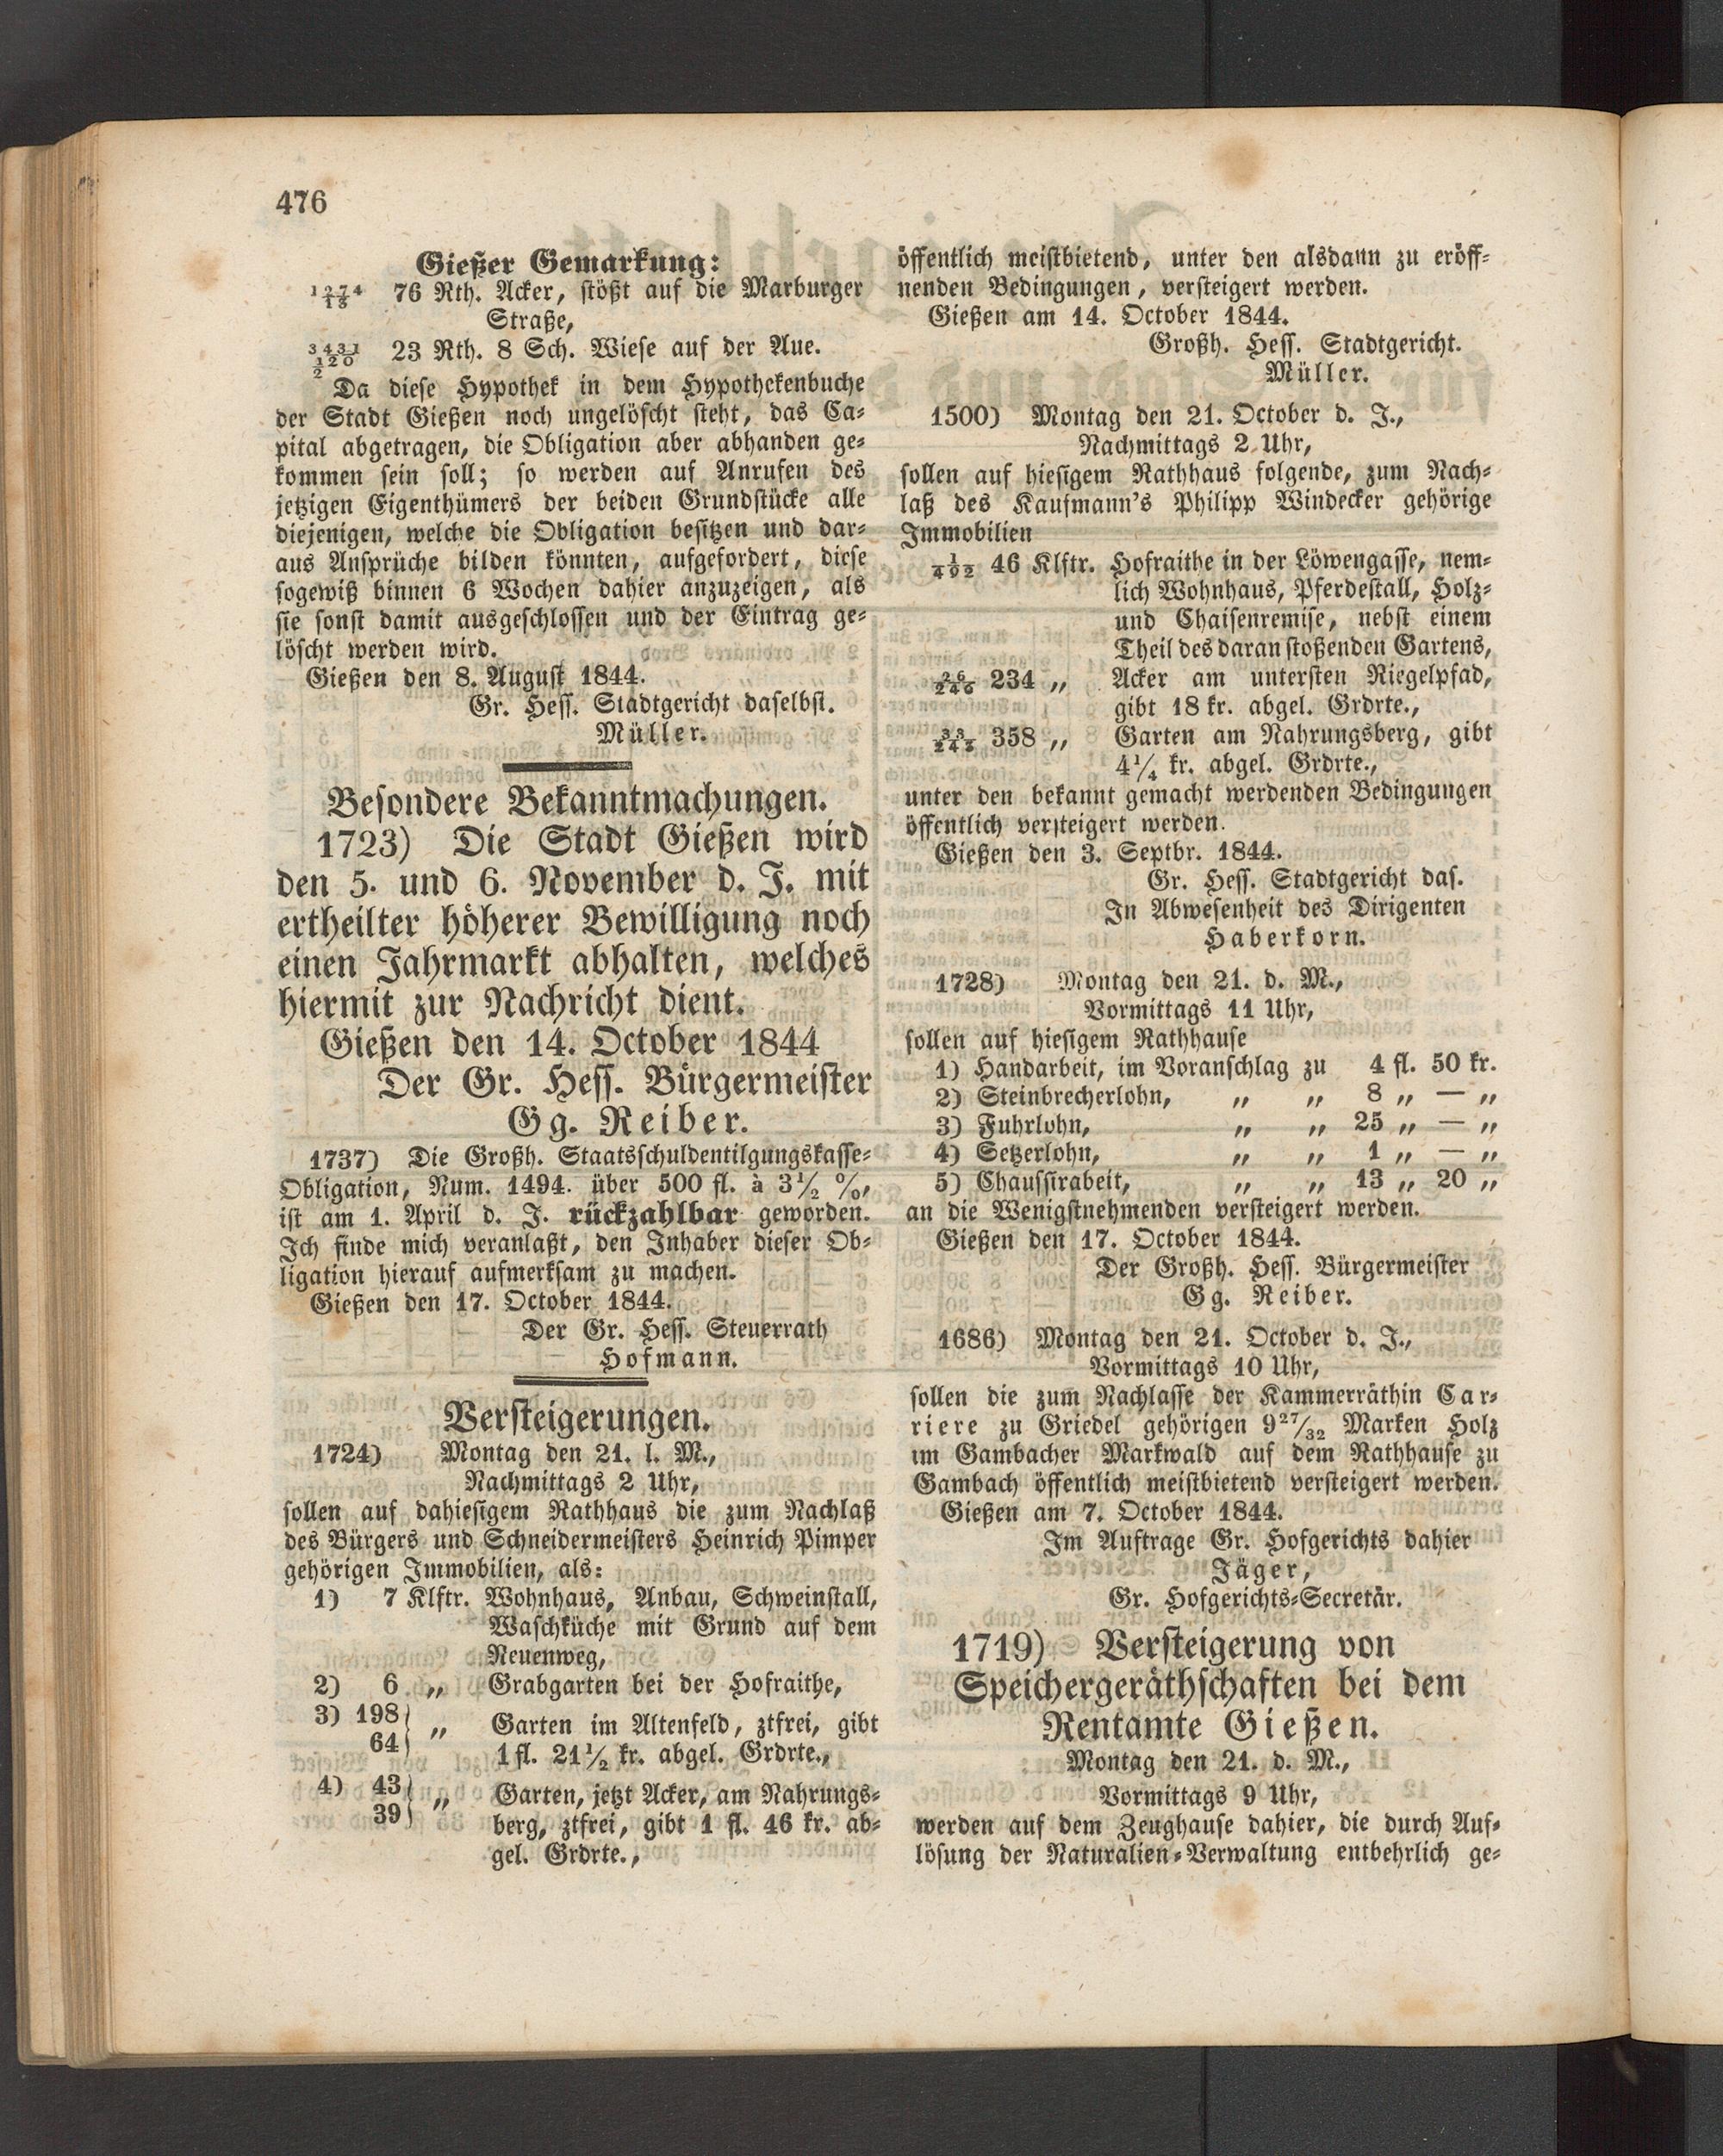 476
Gießer Gemarkung:
76 Rth. Acker, stößt auf die Marburger
Straße,
23 Rth. 8 Sch. Wiese auf der Aue.
Da diese Hypothek in dem Hypothekenbuche
der Stadt Gießen noch ungelöscht steht, das Ca-
pital abgetragen, die Obligation aber abhanden ge-
kommen sein soll; so werden auf Anrufen des
jetzigen Eigenthümers der beiden Grundstücke alle
diejenigen, welche die Obligation besitzen und dar-
aus Ansprüche bilden könnten, aufgefordert, diese
sogewiß binnen 6 Wochen dahier anzuzeigen, als
sie sonst damit ausgeschlossen und der Eintrag ge-
löscht werden wird.
Gießen den 8. August 1844.
Gr. Hess. Stadtgericht daselbst.
Müller.
Besondere Bekanntmachungen.
1723) Die Stadt Gießen wird
den 5. und 6. November d. J. mit
ertheilter höherer Bewilligung noch
einen Jahrmarkt abhalten, welches
hiermit zur Nachricht dient.
Gießen den 14. October 1844
Der Gr. Hess. Bürgermeister
Gg. Reiber.
1737) Die Großh. Staatsschuldentilgungskasse-
Obligation, Num. 1494. über 500 fl. à 3½ %,
ist am 1. April d. J. rückzahlbar geworden.
Ich finde mich veranlaßt, den Inhaber dieser Ob-
ligation hierauf aufmerksam zu machen.
Gießen den 17. October 1844.
Der Gr. Hess. Steuerrath
Hofmann.
Versteigerungen.
1724) Montag den 21. l. M.,
Nachmittags 2 Uhr,
sollen auf dahiesigem Rathhaus die zum Nachlaß
des Bürgers und Schneidermeisters Heinrich Pimper
gehörigen Immobilien, als:
1) 7 Klftr. Wohnhaus, Anbau, Schweinstall,
Waschküche mit Grund auf dem
Neuenweg,
2) 6 „ Grabgarten bei der Hofraithe,
3) 198 „ Garten im Altenfeld, ztfrei, gibt
64 1 fl. 21½ kr. abgel. Grdrte.,
4) 43 „ Garten, jetzt Acker, am Nahrungs-
39 berg, ztfrei, gibt 1 fl. 46 kr. ab-
gel. Grdrte.,
öffentlich meistbietend, unter den alsdann zu eröff-
nenden Bedingungen, versteigert werden.
Gießen am 14. October 1844.
Großh. Hess. Stadtgericht.
Müller.
1500) Montag den 21. October d. J.,
Nachmittags 2 Uhr,
sollen auf hiesigem Rathhaus folgende, zum Nach-
laß des Kaufmann's Philipp Windecker gehörige
Immobilien
1/492 46 Klftr. Hofraithe in der Löwengasse, nem-
lich Wohnhaus, Pferdestall, Holz-
und Chaisenremise, nebst einem
Theil des daran stoßenden Gartens,
234 „ Acker am untersten Riegelpfad,
gibt 18 kr. abgel. Grdrte.,
358 „ Garten am Nahrungsberg, gibt
4¼ kr. abgel. Grdrte.,
unter den bekannt gemacht werdenden Bedingungen
öffentlich versteigert werden.
Gießen den 3. Septbr. 1844.
Gr. Hess. Stadtgericht das.
In Abwesenheit des Dirigenten
Haberkorn.
1728) Montag den 21. d. M.,
Vormittags 11 Uhr,
sollen auf hiesigem Rathhause
1) Handarbeit, im Voranschlag zu 4 fl. 50 kr.
2) Steinbrecherlohn, „ „ 8 „ — „
3) Fuhrlohn, „ „ 25 „ — „
4) Setzerlohn, „ „ 1 „ — „
5) Chaussirabeit, „ „ 13 „ 20 „
an die Wenigstnehmenden versteigert werden.
Gießen den 17. October 1844.
Der Großh. Hess. Bürgermeister
Gg. Reiber.
1686) Montag den 21. October d. J.,
Vormittags 10 Uhr,
sollen die zum Nachlasse der Kammerräthin Car-
riere zu Griedel gehörigen 9 27/32 Marken Holz
im Gambacher Markwald auf dem Rathhause zu
Gambach öffentlich meistbietend versteigert werden.
Gießen am 7. October 1844.
Im Auftrage Gr. Hofgerichts dahier
Jäger,
Gr. Hofgerichts-Secretär.
1719) Versteigerung von
Speichergeräthschaften bei dem
Rentamte Gießen.
Montag den 21. d. M.,
Vormittags 9 Uhr,
werden auf dem Zeughause dahier, die durch Auf-
lösung der Naturalien-Verwaltung entbehrlich ge-